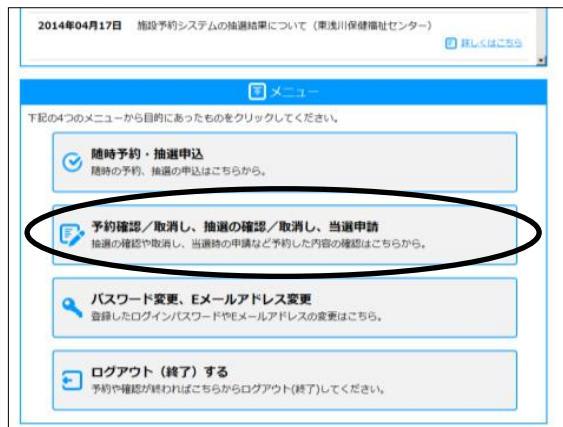 2014年04月17日 施設予約システムの抽選結果について（東浅川保健福祉センター）
詳しくはこちら
メニュー
下記の4つのメニューから目的にあったものをクリックしてください。
随時予約・抽選申込
随時の予約、抽選の申込はこちらから。
予約確認／取消し、抽選の確認／取消し、当選申請
抽選の確認や取消し、当選時の申請など予約した内容の確認はこちらから。
パスワード変更、Eメールアドレス変更
登録したログインパスワードやEメールアドレスの変更はこちら。
ログアウト（終了）する
予約や確認が終わればこちらからログアウト(終了)してください。